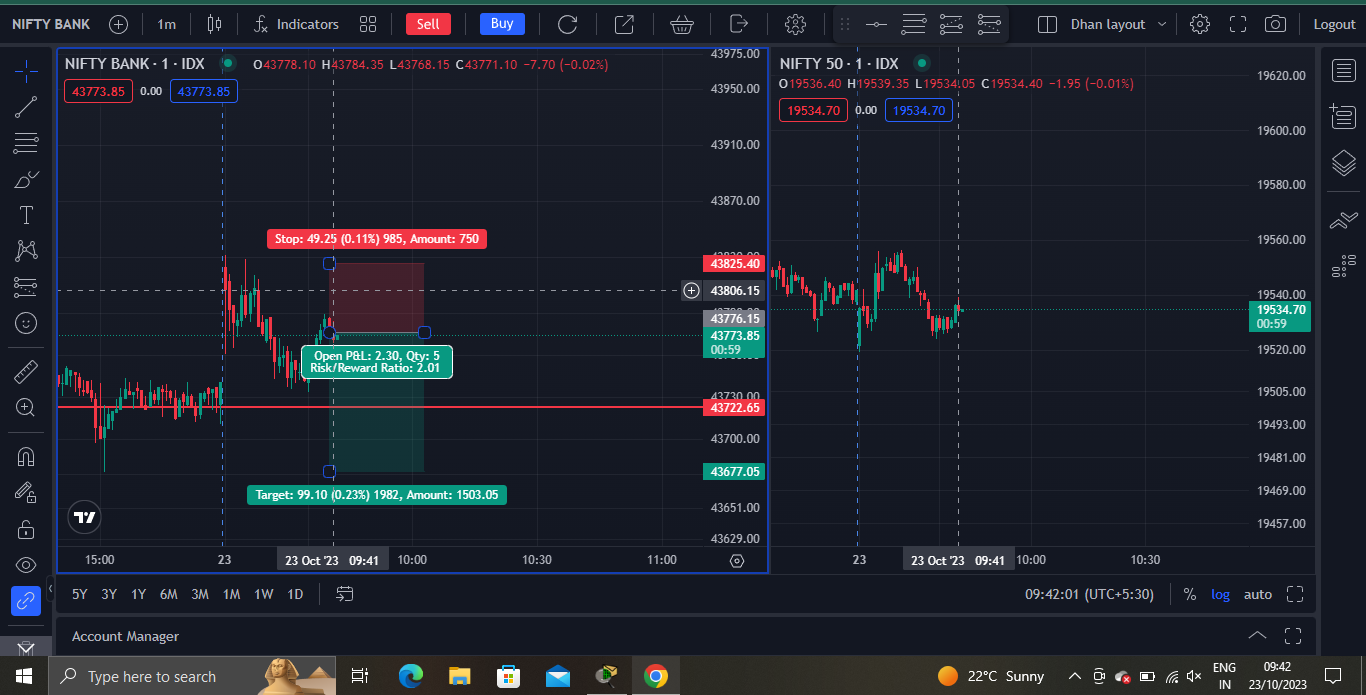 NIFTY BANK
1m
Indicators
Sell
Buy
Dhan layout
Logout
NIFTY BANK · 1 · IDX
O43778.10 H43784.35 L43768.15 C43771.10 −7.70 (−0.02%)
43773.85 0.00 43773.85
43975.00
43950.00
43910.00
43870.00
Stop: 49.25 (0.11%) 985, Amount: 750
43825.40
43806.15
43776.15
43773.85
00:59
Open P&L: 2.30, Qty: 5
Risk/Reward Ratio: 2.01
43730.00
43722.65
43700.00
43677.05
Target: 99.10 (0.23%) 1982, Amount: 1503.05
43651.00
43629.00
15:00 23 23 Oct '23 09:41 10:00 10:30 11:00
NIFTY 50 · 1 · IDX
O19536.40 H19539.35 L19534.05 C19534.40 −1.95 (−0.01%)
19534.70 0.00 19534.70
19620.00
19600.00
19580.00
19560.00
19540.00
19534.70
00:59
19520.00
19505.00
19493.00
19481.00
19469.00
19457.00
23 23 Oct '23 09:41 10:00 10:30
5Y 3Y 1Y 6M 3M 1M 1W 1D
09:42:01 (UTC+5:30) % log auto
Account Manager
Type here to search
22°C Sunny
ENG
IN
09:42
23/10/2023